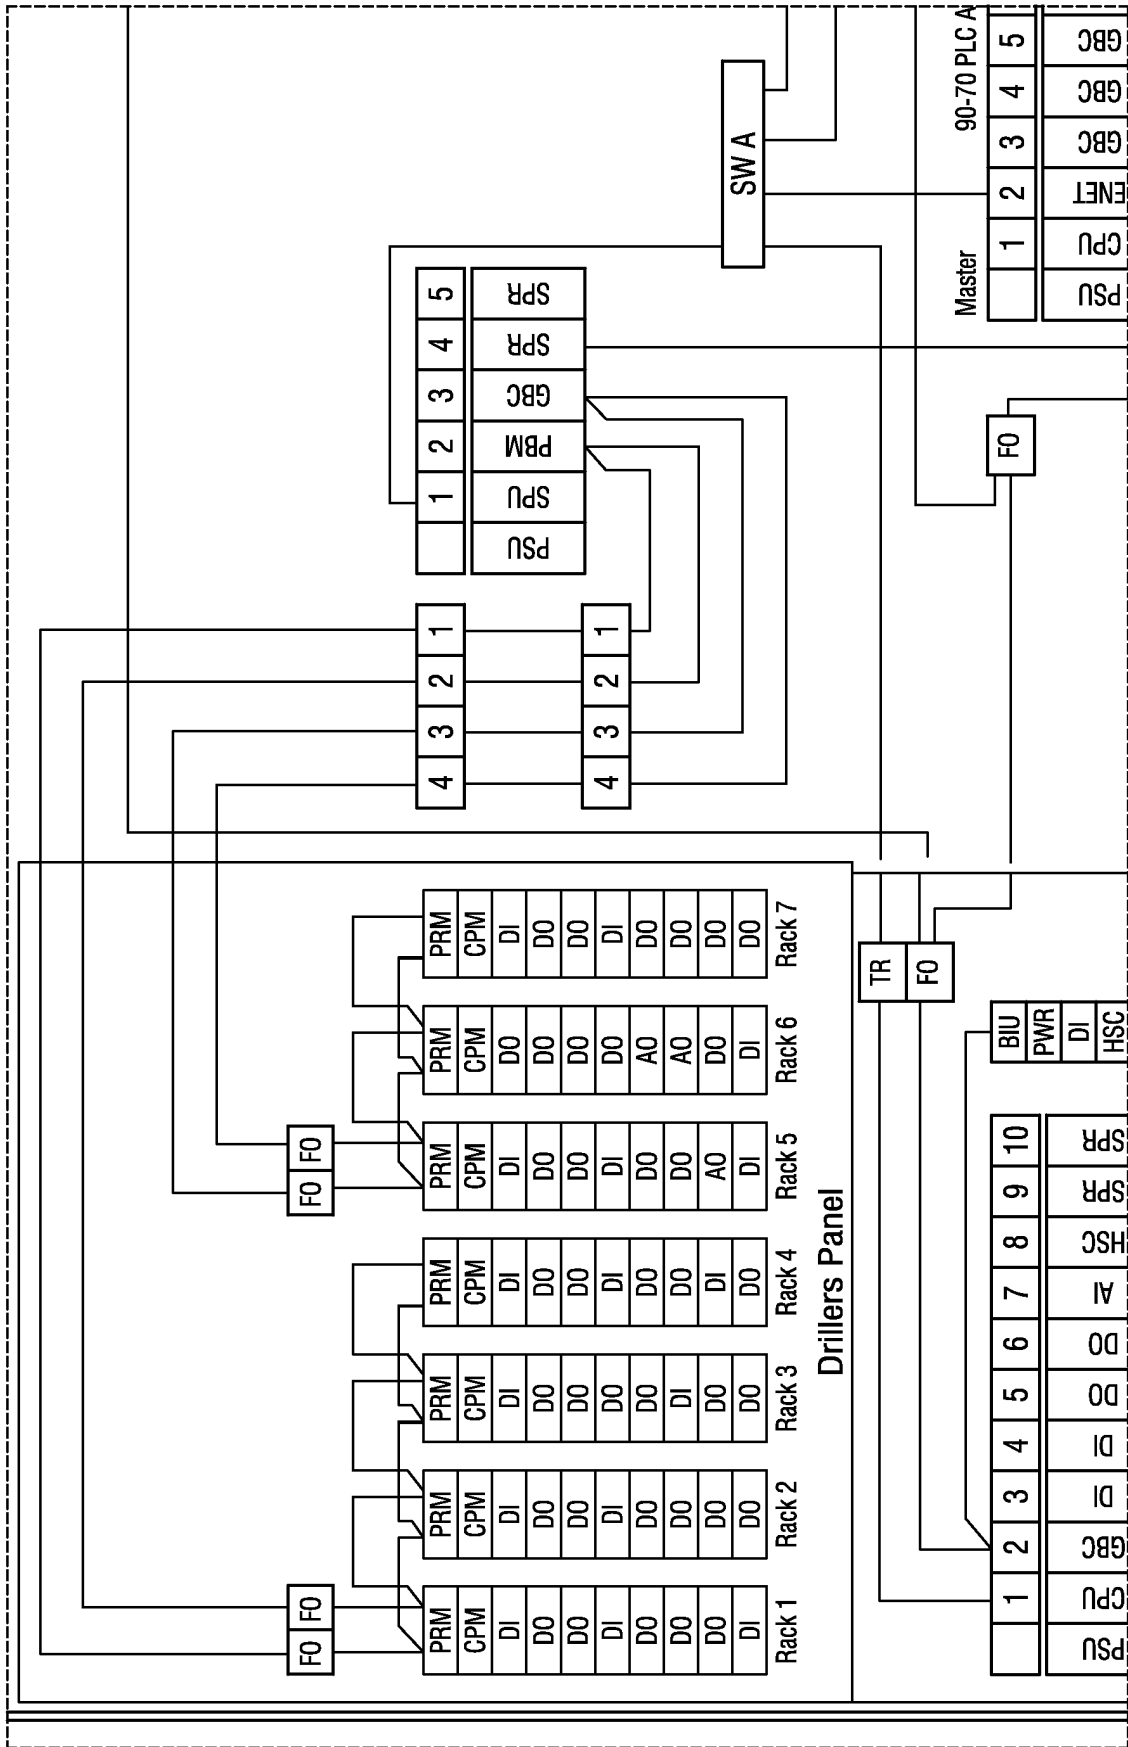 FO
FO
FO
FO
PRM
CPM
DI
DO
DO
DI
DO
DO
DO
DI
Rack 1
PRM
CPM
DI
DO
DO
DI
DO
DO
DO
DO
Rack 2
PRM
CPM
DI
DO
DO
DO
DO
DI
DO
DO
Rack 3
PRM
CPM
DI
DO
DO
DI
DO
DO
DI
DO
Rack 4
PRM
CPM
DI
DO
DO
DI
DO
DO
AO
DI
Rack 5
PRM
CPM
DO
DO
DO
DO
AO
AO
DO
DI
Rack 6
PRM
CPM
DI
DO
DO
DI
DO
DO
DO
DO
Rack 7
Drillers Panel
4 3 2 1
4 3 2 1
1 2 3 4 5
PSU
SPU
PBM
GBC
SPR
SPR
SW A
TR
FO
FO
Master
90-70 PLC A
1 2 3 4 5
PSU
CPU
ENET
GBC
GBC
GBC
1 2 3 4 5 6 7 8 9 10
PSU
CPU
GBC
DI
DI
DO
DO
AI
HSC
SPR
SPR
BIU
PWR
DI
HSC